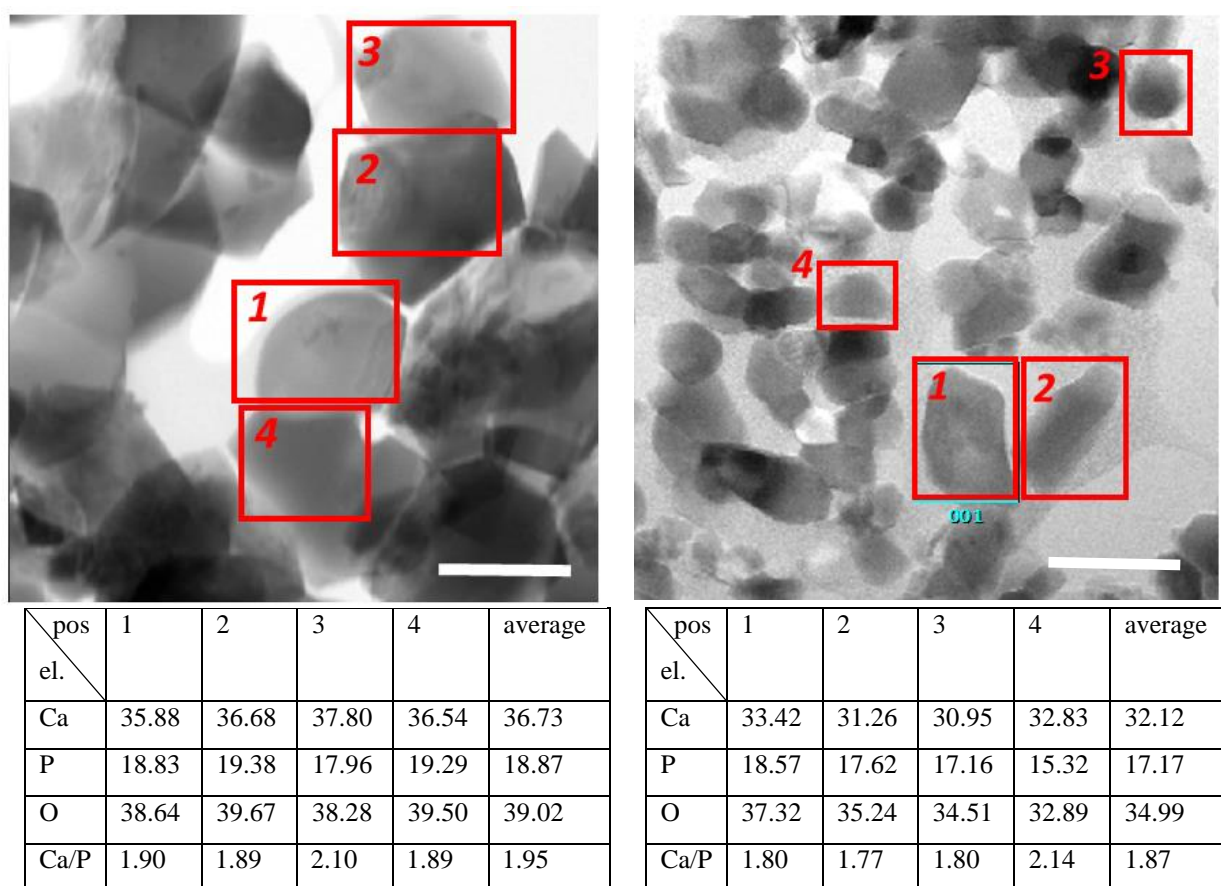 3
2
1
4
3
4
1
2
001
pos el. 1 2 3 4 average
Ca 35.88 36.68 37.80 36.54 36.73
P 18.83 19.38 17.96 19.29 18.87
O 38.64 39.67 38.28 39.50 39.02
Ca/P 1.90 1.89 2.10 1.89 1.95
pos el. 1 2 3 4 average
Ca 33.42 31.26 30.95 32.83 32.12
P 18.57 17.62 17.16 15.32 17.17
O 37.32 35.24 34.51 32.89 34.99
Ca/P 1.80 1.77 1.80 2.14 1.87